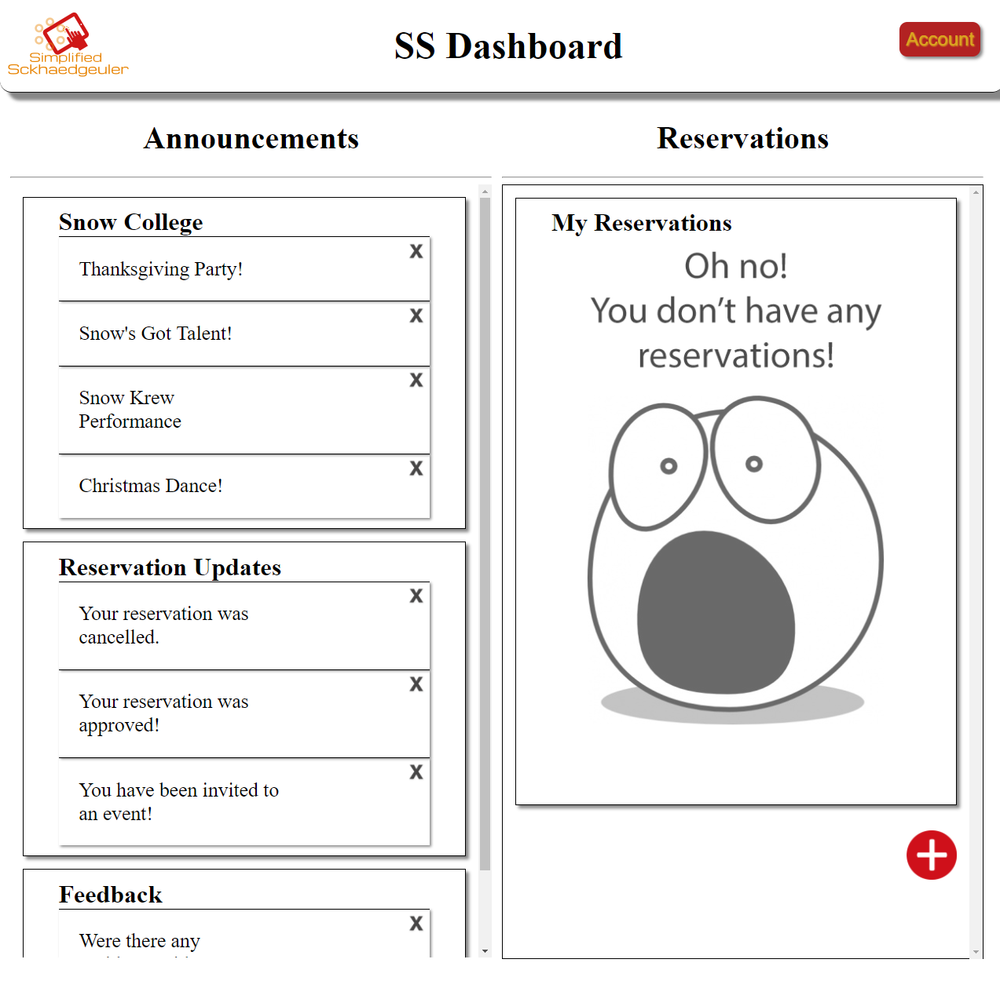 Simplified
Sckhaedgeuler
SS Dashboard
Account
Announcements
Snow College
X
Thanksgiving Party!
X
Snow's Got Talent!
X
Snow Krew
Performance
X
Christmas Dance!
Reservation Updates
X
Your reservation was
cancelled.
X
Your reservation was
approved!
X
You have been invited to
an event!
Feedback
X
Were there any
Reservations
My Reservations
Oh no!
You don't have any
reservations!